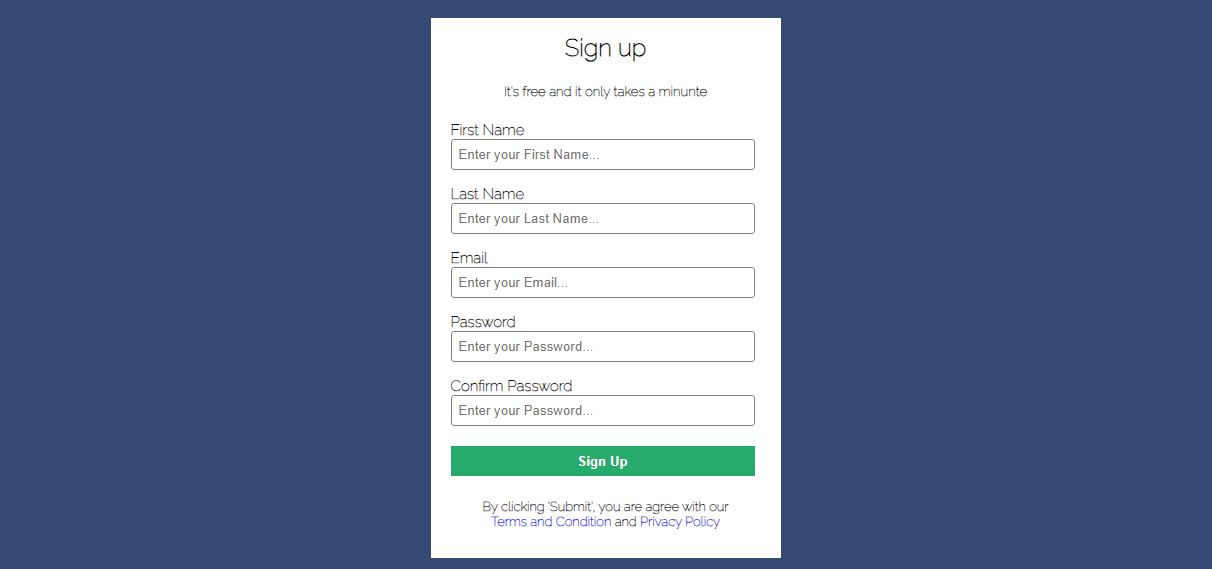 Sign up
It's free and it only takes a minunte
First Name
Enter your First Name...
Last Name
Enter your Last Name...
Email
Enter your Email...
Password
Enter your Password...
Confirm Password
Enter your Password...
Sign Up
By clicking 'Submit', you are agree with our
Terms and Condition and Privacy Policy